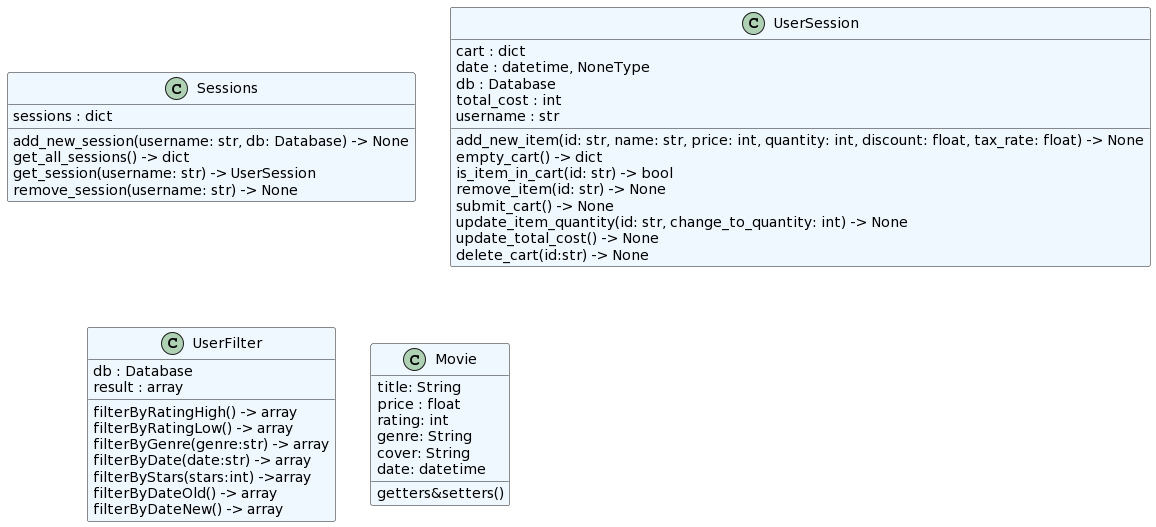 C Sessions
sessions : dict
add_new_session(username: str, db: Database) -> None
get_all_sessions() -> dict
get_session(username: str) -> UserSession
remove_session(username: str) -> None
C UserSession
cart : dict
date : datetime, NoneType
db : Database
total_cost : int
username : str
add_new_item(id: str, name: str, price: int, quantity: int, discount: float, tax_rate: float) -> None
empty_cart() -> dict
is_item_in_cart(id: str) -> bool
remove_item(id: str) -> None
submit_cart() -> None
update_item_quantity(id: str, change_to_quantity: int) -> None
update_total_cost() -> None
delete_cart(id:str) -> None
C UserFilter
db : Database
result : array
filterByRatingHigh() -> array
filterByRatingLow() -> array
filterByGenre(genre:str) -> array
filterByDate(date:str) -> array
filterByStars(stars:int) ->array
filterByDateOld() -> array
filterByDateNew() -> array
C Movie
title: String
price : float
rating: int
genre: String
cover: String
date: datetime
getters&setters()